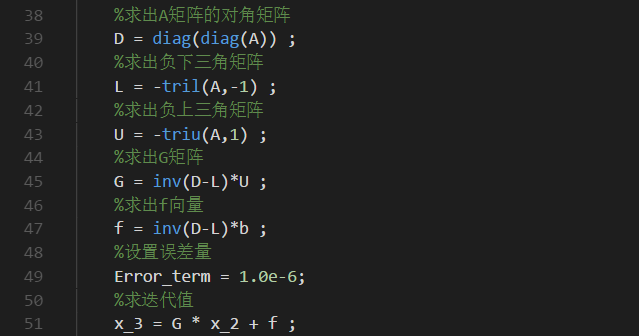 38 %求出A矩阵的对角矩阵
39 D = diag(diag(A)) ;
40 %求出负下三角矩阵
41 L = -tril(A,-1) ;
42 %求出负上三角矩阵
43 U = -triu(A,1) ;
44 %求出G矩阵
45 G = inv(D-L)*U ;
46 %求出f向量
47 f = inv(D-L)*b ;
48 %设置误差量
49 Error_term = 1.0e-6;
50 %求迭代值
51 x_3 = G * x_2 + f ;